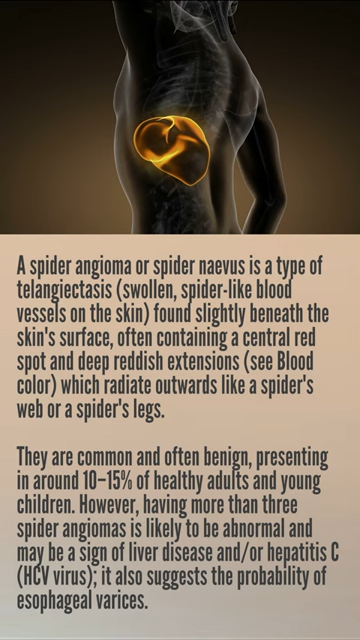 A spider angioma or spider naevus is a type of
telangiectasis (swollen, spider-like blood
vessels on the skin) found slightly beneath the
skin's surface, often containing a central red
spot and deep reddish extensions (see Blood
color) which radiate outwards like a spider's
web or a spider's legs.
They are common and often benign, presenting
in around 10–15% of healthy adults and young
children. However, having more than three
spider angiomas is likely to be abnormal and
may be a sign of liver disease and/or hepatitis C
(HCV virus); it also suggests the probability of
esophageal varices.